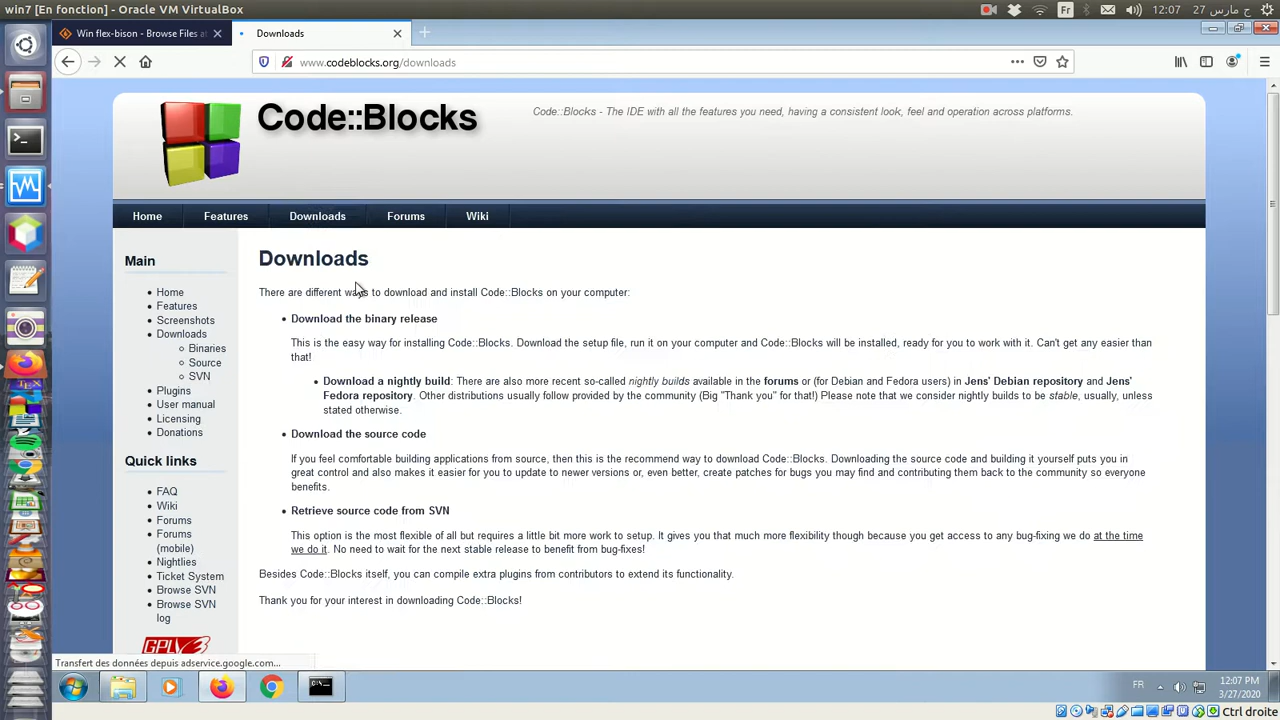 win7 [En fonction] - Oracle VM VirtualBox
Fr
12:07 27 مارس ح
Win flex-bison - Browse Files at
Downloads
www.codeblocks.org/downloads
Code::Blocks
Code::Blocks - The IDE with all the features you need, having a consistent look, feel and operation across platforms.
Home Features Downloads Forums Wiki
Main
Home
Features
Screenshots
Downloads
Binaries
Source
SVN
Plugins
User manual
Licensing
Donations
Quick links
FAQ
Wiki
Forums
Forums
(mobile)
Nightlies
Ticket System
Browse SVN
Browse SVN
log
GPLv3
Downloads
There are different ways to download and install Code::Blocks on your computer:
Download the binary release
This is the easy way for installing Code::Blocks. Download the setup file, run it on your computer and Code::Blocks will be installed, ready for you to work with it. Can't get any easier than
that!
Download a nightly build: There are also more recent so-called nightly builds available in the forums or (for Debian and Fedora users) in Jens' Debian repository and Jens'
Fedora repository. Other distributions usually follow provided by the community (Big "Thank you" for that!) Please note that we consider nightly builds to be stable, usually, unless
stated otherwise.
Download the source code
If you feel comfortable building applications from source, then this is the recommend way to download Code::Blocks. Downloading the source code and building it yourself puts you in
great control and also makes it easier for you to update to newer versions or, even better, create patches for bugs you may find and contributing them back to the community so everyone
benefits.
Retrieve source code from SVN
This option is the most flexible of all but requires a little bit more work to setup. It gives you that much more flexibility though because you get access to any bug-fixing we do at the time
we do it. No need to wait for the next stable release to benefit from bug-fixes!
Besides Code::Blocks itself, you can compile extra plugins from contributors to extend its functionality.
Thank you for your interest in downloading Code::Blocks!
Transfert des données depuis adservice.google.com...
FR
12:07 PM
3/27/2020
Ctrl droite